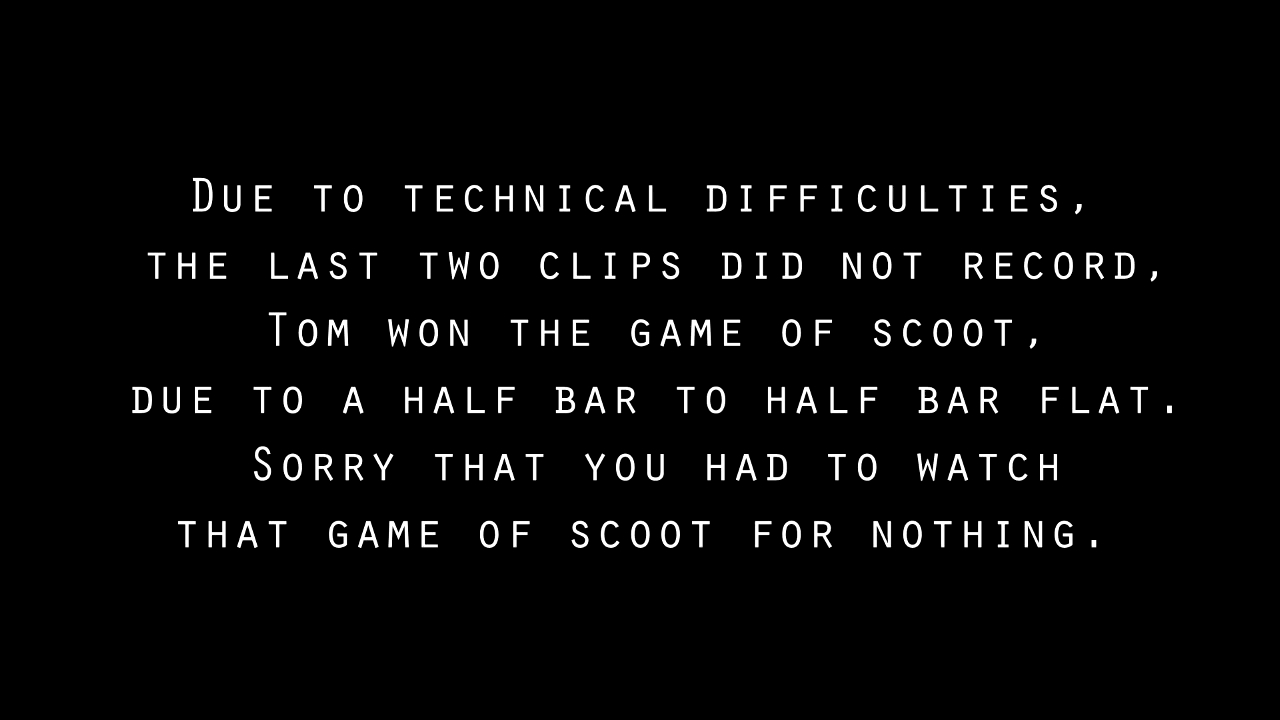 Due to technical difficulties,
the last two clips did not record,
Tom won the game of scoot,
due to a half bar to half bar flat.
Sorry that you had to watch
that game of scoot for nothing.